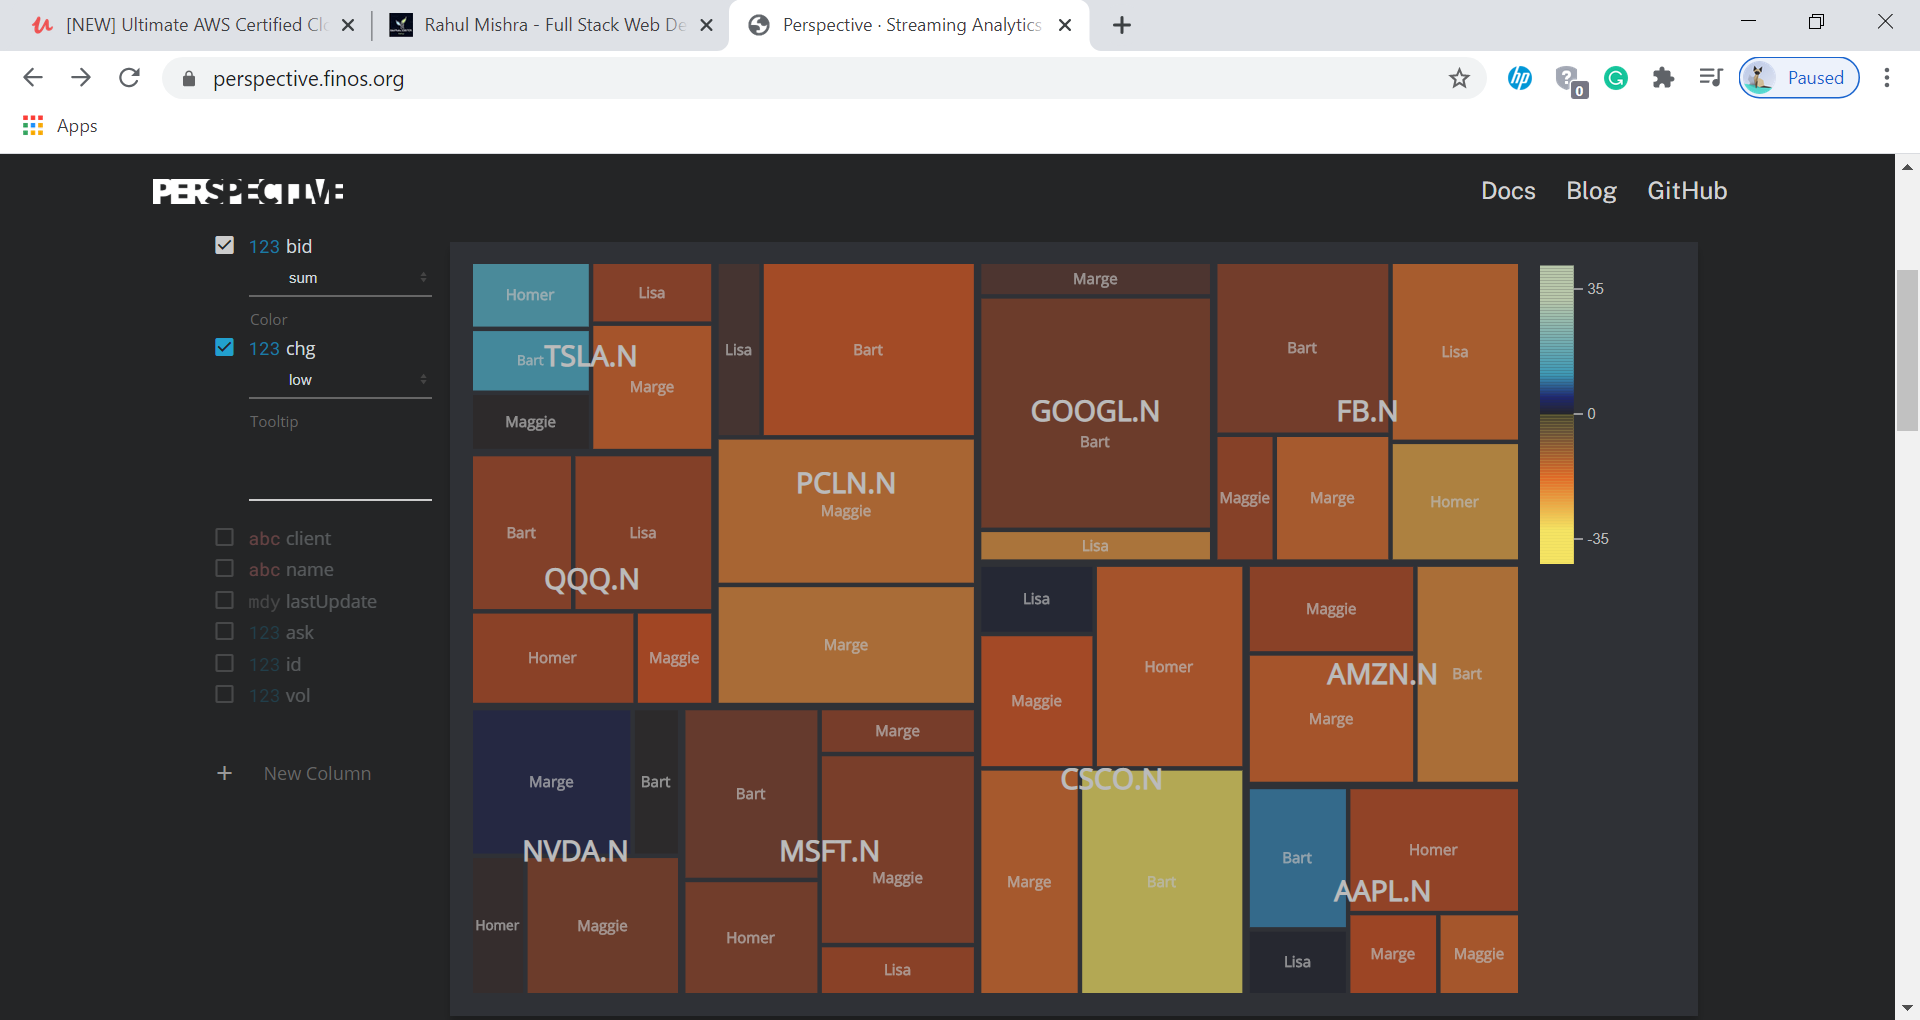 [NEW] Ultimate AWS Certified Cl
Rahul Mishra - Full Stack Web De
Perspective · Streaming Analytics
perspective.finos.org
0
Paused
Apps
PERSPECTIVE
Docs
Blog
GitHub
123 bid
sum
Color
123 chg
low
Tooltip
abc client
abc name
mdy lastUpdate
123 ask
123 id
123 vol
+ New Column
Homer
Lisa
Bart
TSLA.N
Marge
Maggie
Bart
Lisa
QQQ.N
Homer
Maggie
Lisa
Bart
PCLN.N
Maggie
Marge
Marge
GOOGL.N
Bart
Lisa
Bart
Lisa
FB.N
Maggie
Marge
Homer
Marge
Bart
NVDA.N
Homer
Maggie
Bart
Marge
MSFT.N
Maggie
Homer
Lisa
Lisa
Homer
Maggie
CSCO.N
Marge
Bart
Maggie
AMZN.N
Bart
Marge
Bart
Homer
AAPL.N
Lisa
Marge
Maggie
35
0
-35